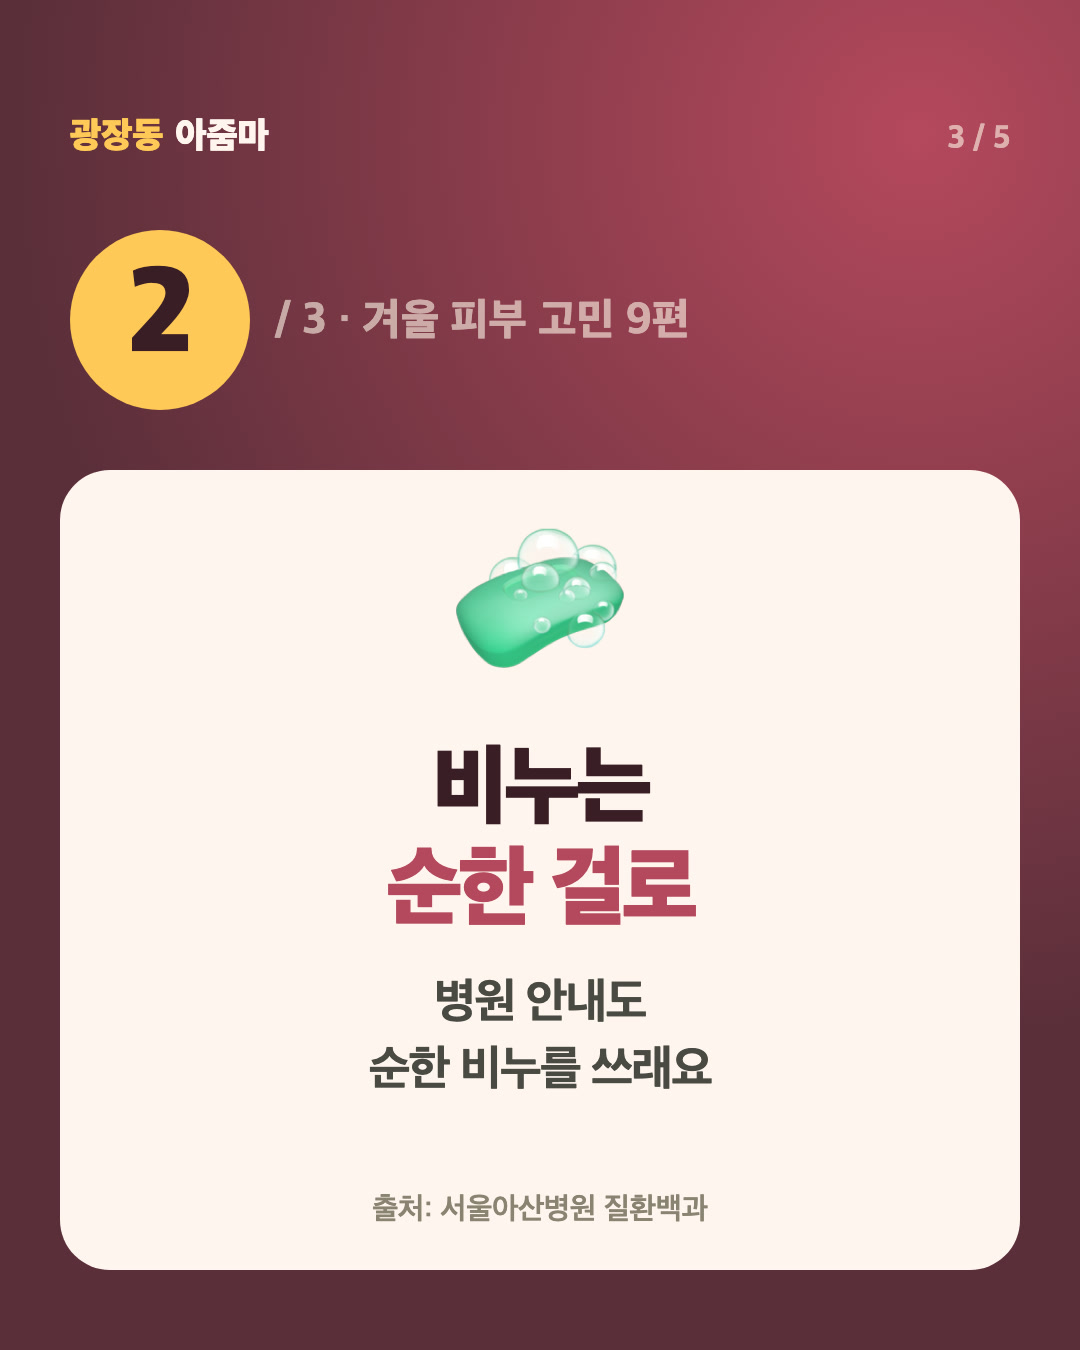 광장동 아줌마
3 / 5
2 / 3 · 겨울 피부 고민 9편
비누는
순한 걸로
병원 안내도
순한 비누를 쓰래요
출처: 서울아산병원 질환백과